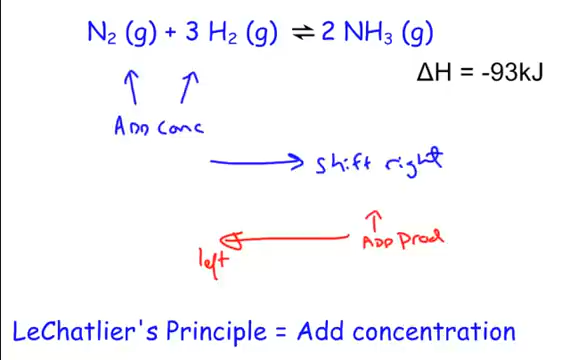 N₂ (g) + 3 H₂ (g) ⇌ 2 NH₃ (g)
ΔH = -93kJ
ADD conc
shift right
ADD Prod
left
LeChatlier's Principle = Add concentration